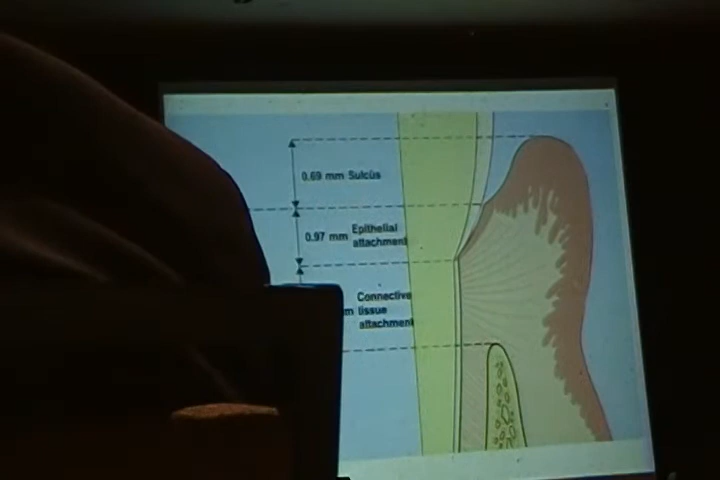 0.69 mm Sulcus
0.97 mm Epithelial
attachment
Connective
m tissue
attachment